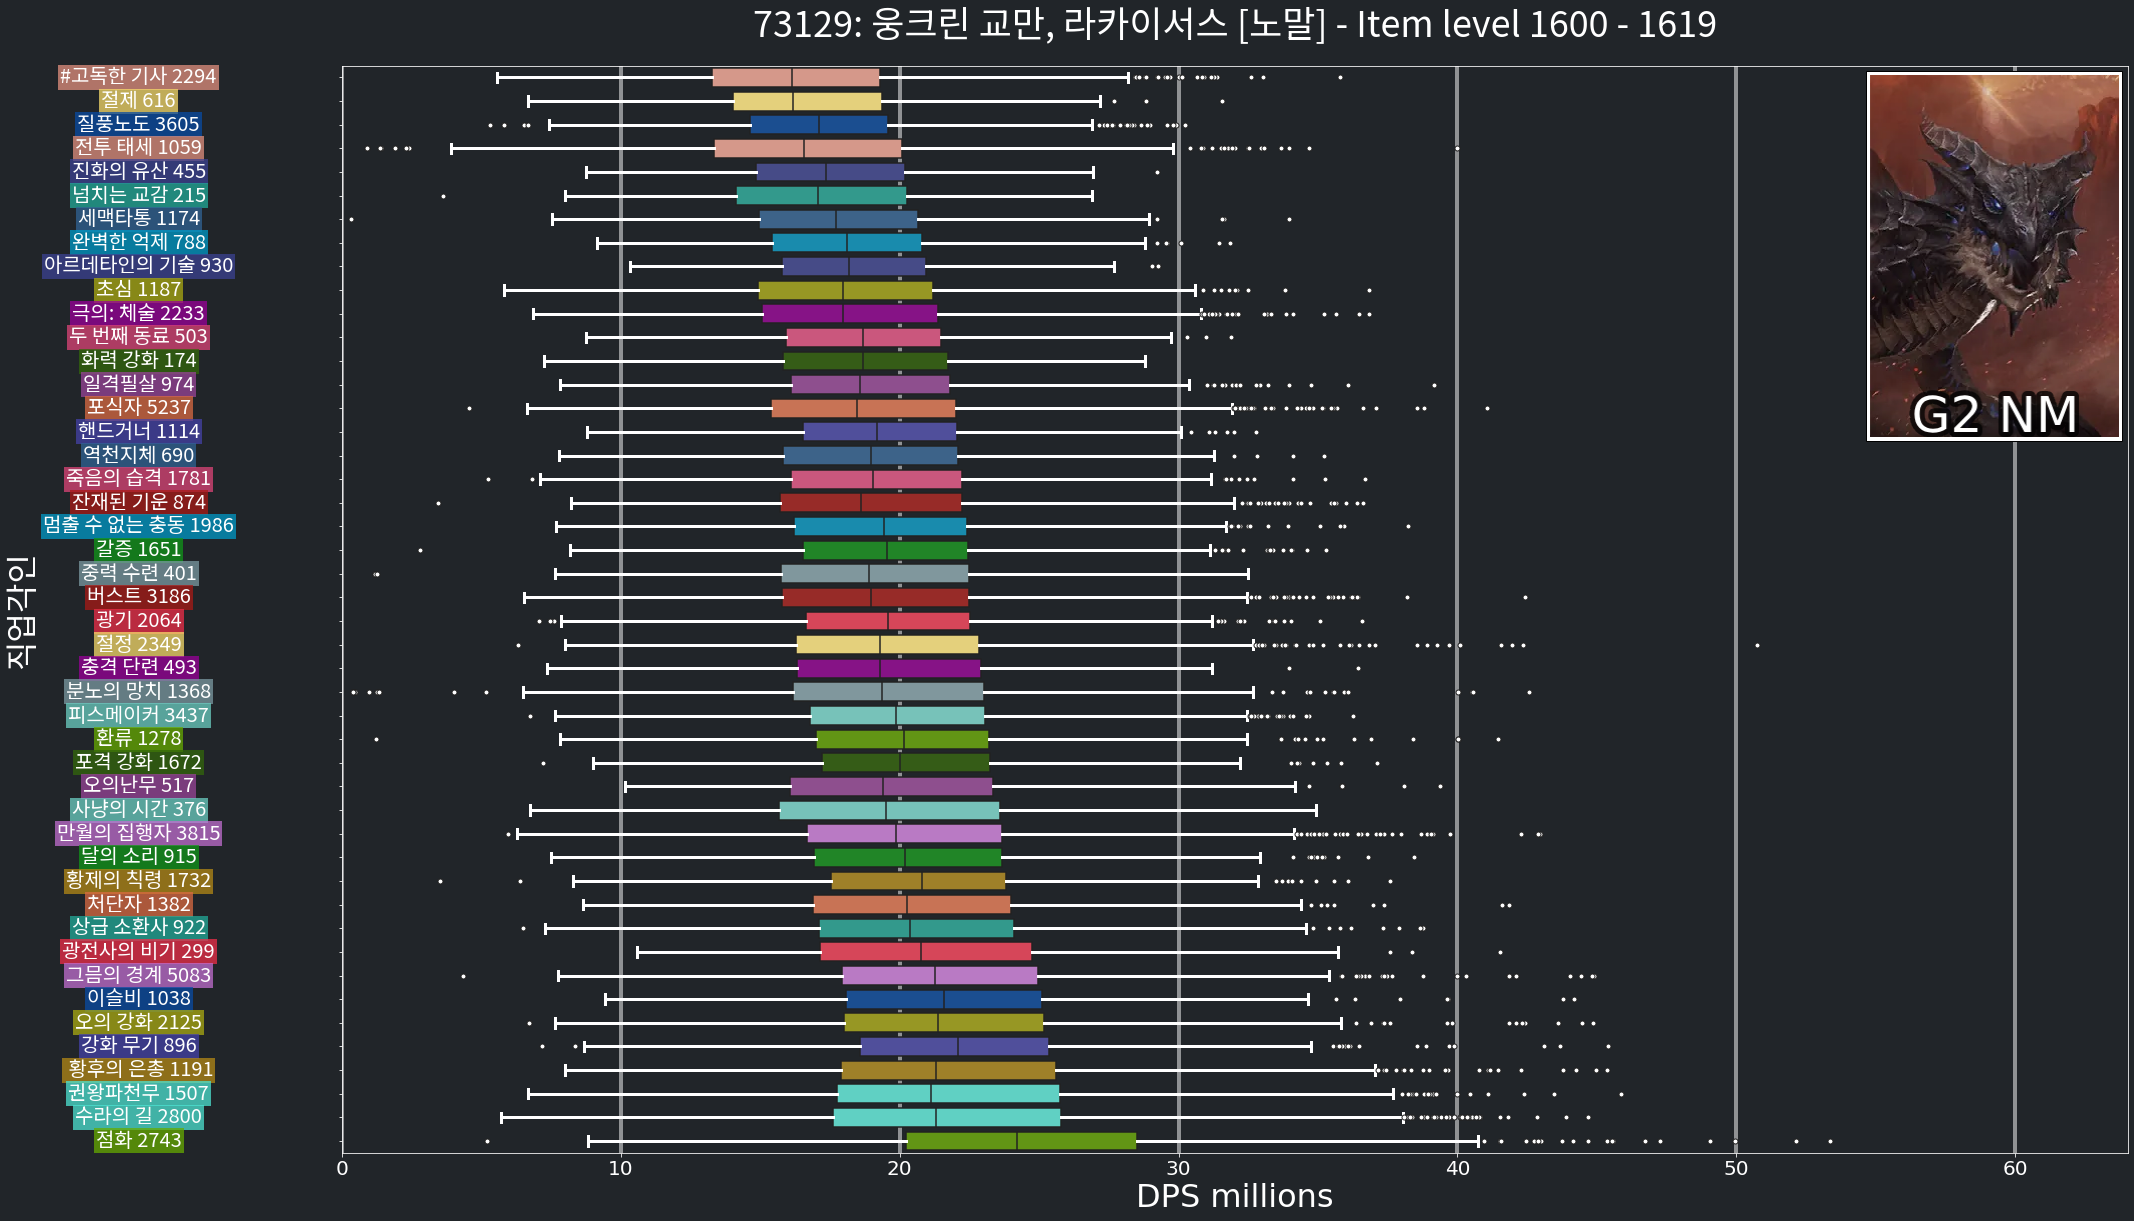 73129: 웅크린 교만, 라카이서스 [노말] - Item level 1600 - 1619
#고독한 기사 2294
절제 616
질풍노도 3605
전투 태세 1059
진화의 유산 455
넘치는 교감 215
세맥타통 1174
완벽한 억제 788
아르데타인의 기술 930
초심 1187
극의: 체술 2233
두 번째 동료 503
화력 강화 174
일격필살 974
포식자 5237
핸드거너 1114
역천지체 690
죽음의 습격 1781
잔재된 기운 874
멈출 수 없는 충동 1986
갈증 1651
중력 수련 401
버스트 3186
광기 2064
절정 2349
충격 단련 493
분노의 망치 1368
피스메이커 3437
환류 1278
포격 강화 1672
오의난무 517
사냥의 시간 376
만월의 집행자 3815
달의 소리 915
황제의 칙령 1732
처단자 1382
상급 소환사 922
광전사의 비기 299
그믐의 경계 5083
이슬비 1038
오의 강화 2125
강화 무기 896
황후의 은총 1191
권왕파천무 1507
수라의 길 2800
점화 2743
직업각인
G2 NM
0 10 20 30 40 50 60
DPS millions